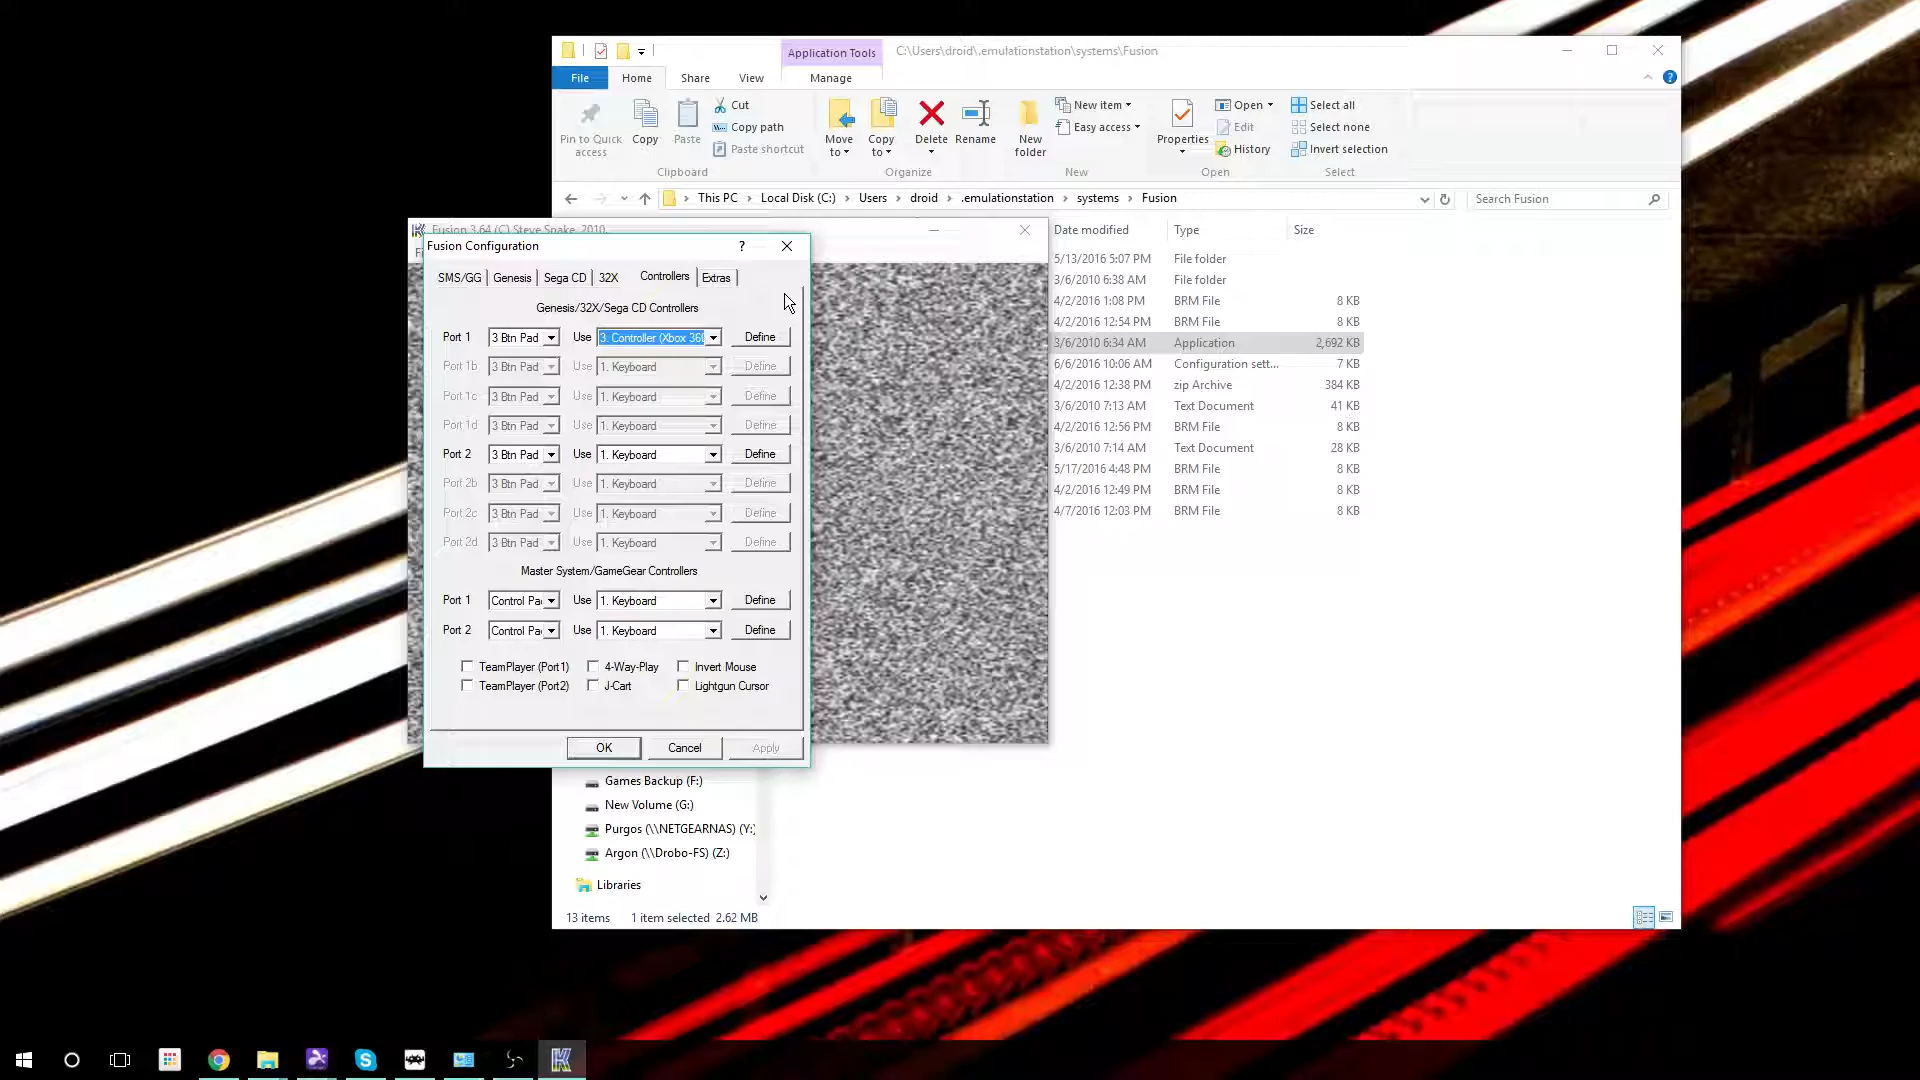 Application Tools
C:\Users\droid\.emulationstation\systems\Fusion
File
Home
Share
View
Manage
Pin to Quick access
Copy
Paste
Cut
Copy path
Paste shortcut
Clipboard
Move to
Copy to
Delete
Rename
Organize
New folder
New item
Easy access
New
Properties
Open
Edit
History
Open
Select all
Select none
Invert selection
Select
This PC > Local Disk (C:) > Users > droid > .emulationstation > systems > Fusion
Search Fusion
Date modified Type Size
5/13/2016 5:07 PM File folder
3/6/2010 6:38 AM File folder
4/2/2016 1:08 PM BRM File 8 KB
4/2/2016 12:54 PM BRM File 8 KB
3/6/2010 6:34 AM Application 2,692 KB
6/6/2016 10:06 AM Configuration sett... 7 KB
4/2/2016 12:38 PM zip Archive 384 KB
3/6/2010 7:13 AM Text Document 41 KB
4/2/2016 12:56 PM BRM File 8 KB
3/6/2010 7:14 AM Text Document 28 KB
5/17/2016 4:48 PM BRM File 8 KB
4/2/2016 12:49 PM BRM File 8 KB
4/7/2016 12:03 PM BRM File 8 KB
Fusion 3.64 (C) Steve Snake, 2010.
Fusion Configuration ?
SMS/GG Genesis Sega CD 32X Controllers Extras
Genesis/32X/Sega CD Controllers
Port 1 3 Btn Pad Use 3. Controller (Xbox 36 Define
Port 1b 3 Btn Pad Use 1. Keyboard Define
Port 1c 3 Btn Pad Use 1. Keyboard Define
Port 1d 3 Btn Pad Use 1. Keyboard Define
Port 2 3 Btn Pad Use 1. Keyboard Define
Port 2b 3 Btn Pad Use 1. Keyboard Define
Port 2c 3 Btn Pad Use 1. Keyboard Define
Port 2d 3 Btn Pad Use 1. Keyboard Define
Master System/GameGear Controllers
Port 1 Control Pa Use 1. Keyboard Define
Port 2 Control Pa Use 1. Keyboard Define
TeamPlayer (Port1) 4-Way-Play Invert Mouse
TeamPlayer (Port2) J-Cart Lightgun Cursor
OK Cancel Apply
Games Backup (F:)
New Volume (G:)
Purgos (\\NETGEARNAS) (Y:)
Argon (\\Drobo-FS) (Z:)
Libraries
13 items 1 item selected 2.62 MB